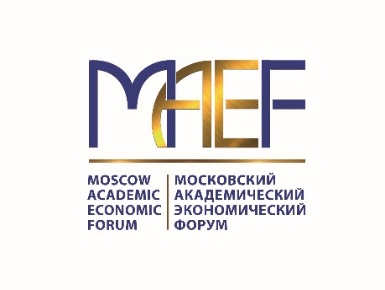 MAEF
MOSCOW
ACADEMIC
ECONOMIC
FORUM
МОСКОВСКИЙ
АКАДЕМИЧЕСКИЙ
ЭКОНОМИЧЕСКИЙ
ФОРУМ